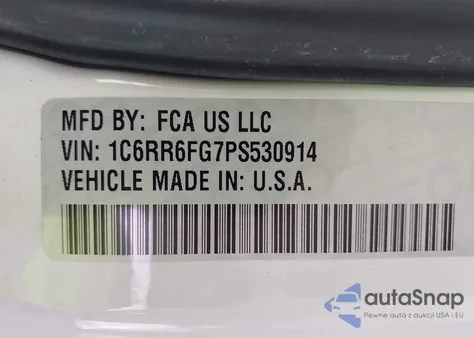 MFD BY: FCA US LLC
VIN: 1C6RR6FG7PS530914
VEHICLE MADE IN: U.S.A.
autaSnap
Pewne auta z aukcji USA i EU